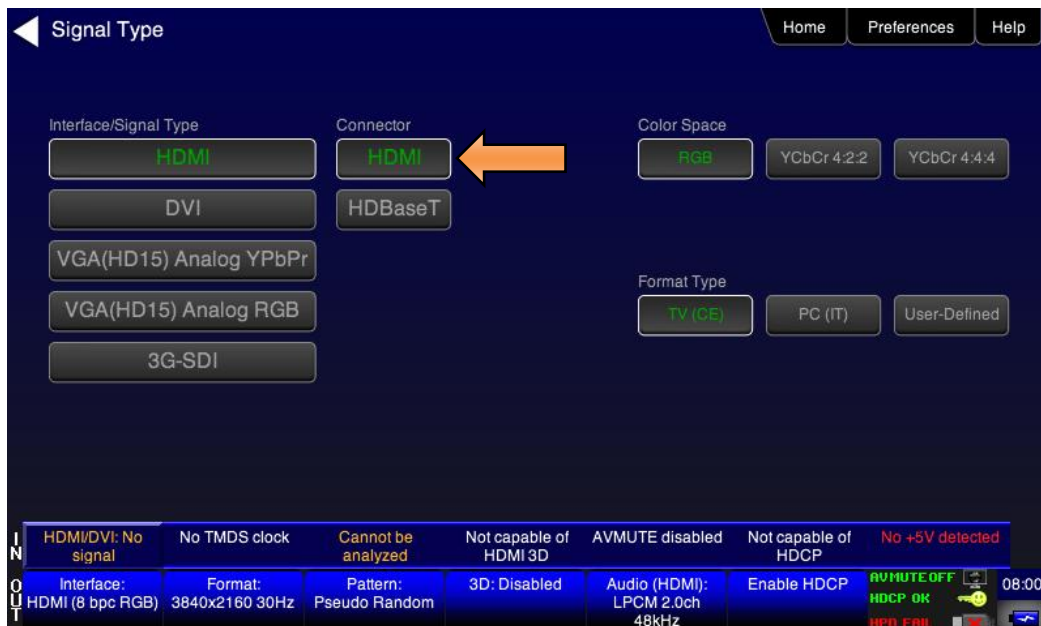 Signal Type
Home
Preferences
Help
Interface/Signal Type
Connector
Color Space
HDMI
HDMI
RGB
YCbCr 4:2:2
YCbCr 4:4:4
DVI
HDBaseT
VGA(HD15) Analog YPbPr
Format Type
VGA(HD15) Analog RGB
TV (CE)
PC (IT)
User-Defined
3G-SDI
IN
HDMI/DVI: No
signal
No TMDS clock
Cannot be
analyzed
Not capable of
HDMI 3D
AVMUTE disabled
Not capable of
HDCP
No +5V detected
OUT
Interface:
HDMI (8 bpc RGB)
Format:
3840x2160 30Hz
Pattern:
Pseudo Random
3D: Disabled
Audio (HDMI):
LPCM 2.0ch
48kHz
Enable HDCP
AVMUTE OFF
HDCP OK
HPD FAIL
08:00